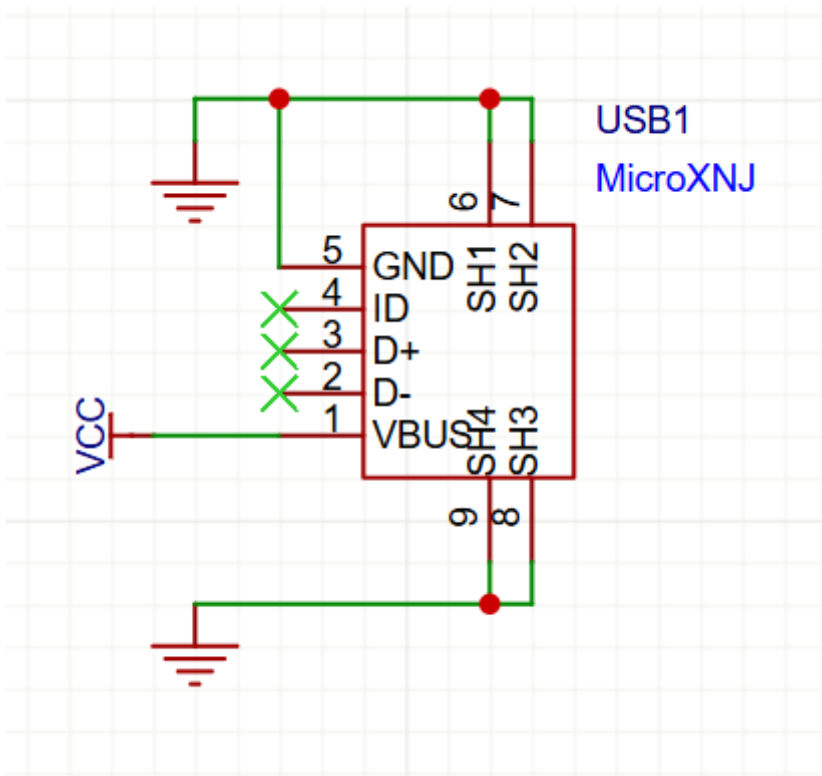 USB1
MicroXNJ
6
7
5
GND
SH1
SH2
4
ID
3
D+
2
D-
VCC
1
VBUS
SH4
SH3
9
8